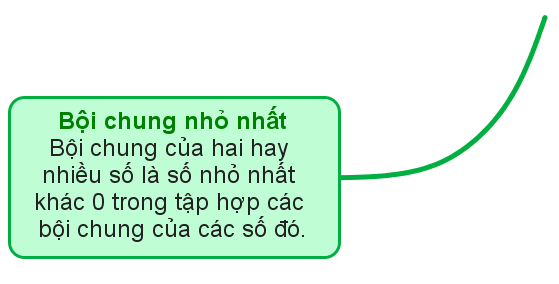 Bội chung nhỏ nhất
Bội chung của hai hay
nhiều số là số nhỏ nhất
khác 0 trong tập hợp các
bội chung của các số đó.